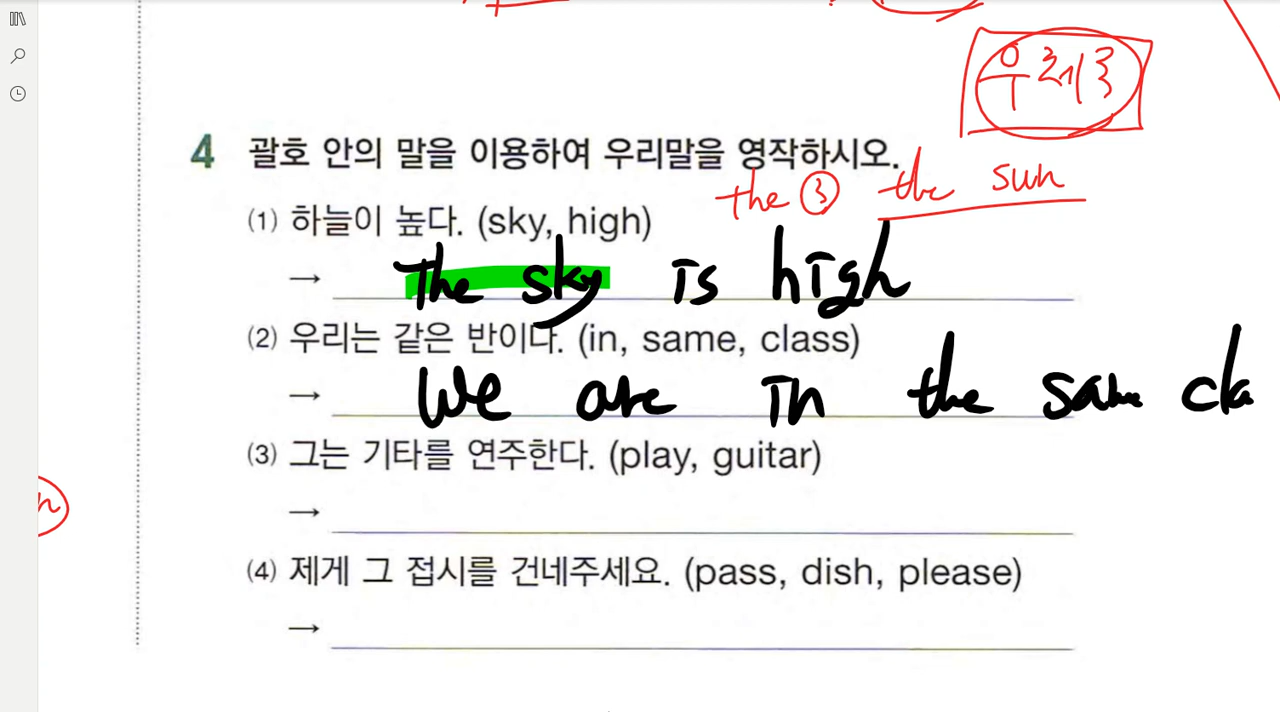 우주세계
4 괄호 안의 말을 이용하여 우리말을 영작하시오.
the ③ the sun
(1) 하늘이 높다. (sky, high)
→ The sky is high
(2) 우리는 같은 반이다. (in, same, class)
→ We are in the same cla
(3) 그는 기타를 연주한다. (play, guitar)
→
(4) 제게 그 접시를 건네주세요. (pass, dish, please)
→